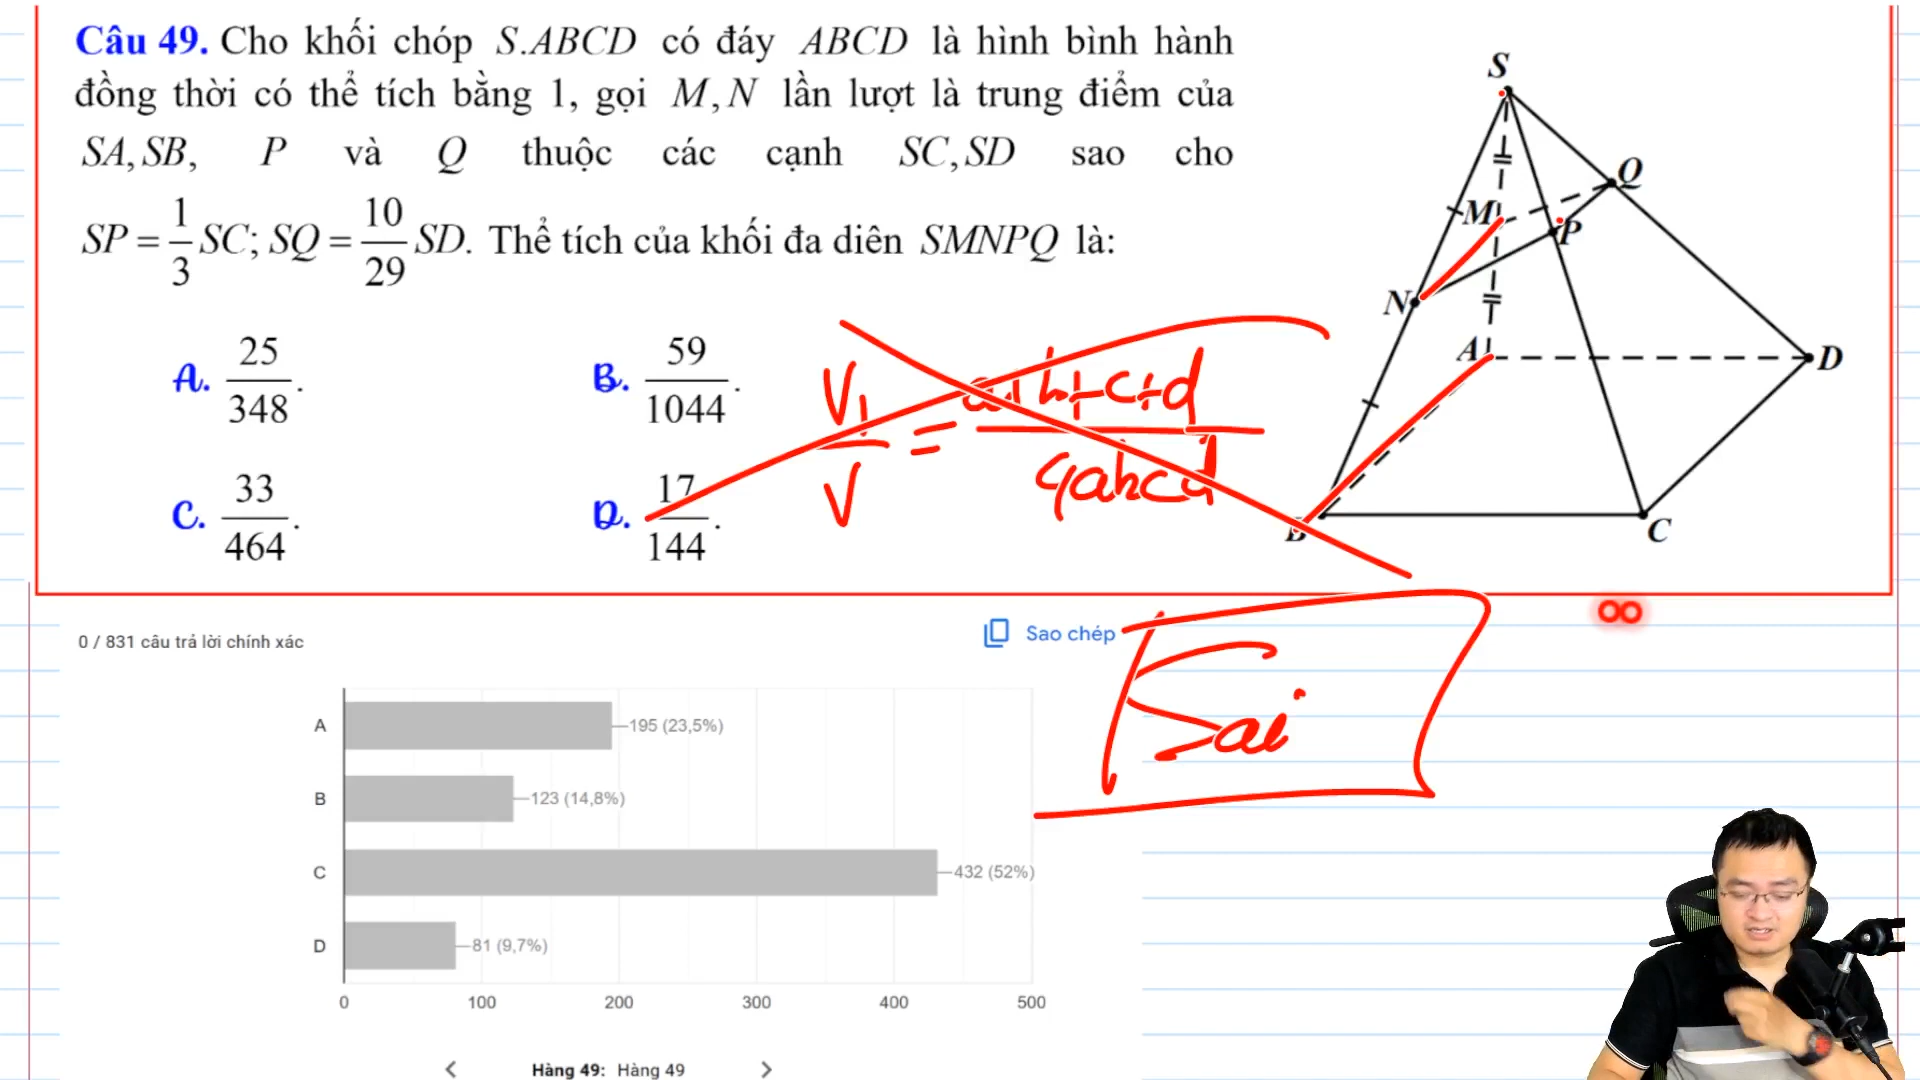 Câu 49. Cho khối chóp S.ABCD có đáy ABCD là hình bình hành
đồng thời có thể tích bằng 1, gọi M,N lần lượt là trung điểm của
SA,SB, P và Q thuộc các cạnh SC,SD sao cho
SP = 1/3 SC; SQ = 10/29 SD. Thể tích của khối đa diện SMNPQ là:
A. 25/348. B. 59/1044.
C. 33/464. D. 17/144.
V1/V = a+b+c+d/4abcd
S
Q
M
P
N
A
D
B
C
Sai
0 / 831 câu trả lời chính xác
Sao chép
A 195 (23,5%)
B 123 (14,8%)
C 432 (52%)
D 81 (9,7%)
0 100 200 300 400 500
Hàng 49: Hàng 49